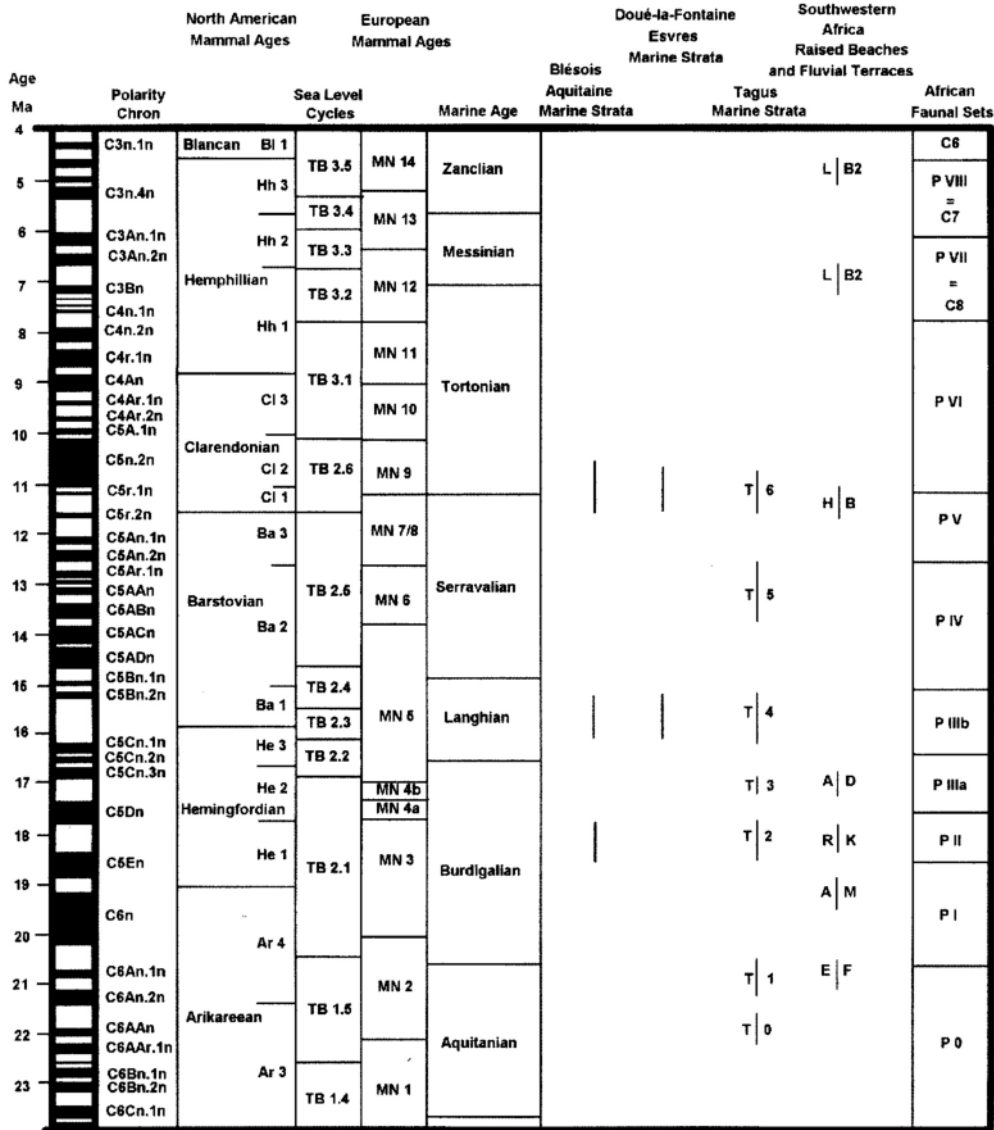 North American
Mammal Ages
European
Mammal Ages
Doué-la-Fontaine
Esvres
Marine Strata
Southwestern
Africa
Raised Beaches
and Fluvial Terraces
Age
Ma
Polarity
Chron
Sea Level
Cycles
Marine Age
Blésois
Aquitaine
Marine Strata
Tagus
Marine Strata
African
Faunal Sets
4
5
6
7
8
9
10
11
12
13
14
15
16
17
18
19
20
21
22
23
C3n.1n
C3n.4n
C3An.1n
C3An.2n
C3Bn
C4n.1n
C4n.2n
C4r.1n
C4An
C4Ar.1n
C4Ar.2n
C5A.1n
C5n.2n
C5r.1n
C5r.2n
C5An.1n
C5An.2n
C5Ar.1n
C5AAn
C5ABn
C5ACn
C5ADn
C5Bn.1n
C5Bn.2n
C5Cn.1n
C5Cn.2n
C5Cn.3n
C5Dn
C5En
C6n
C6An.1n
C6An.2n
C6AAn
C6AAr.1n
C6Bn.1n
C6Bn.2n
C6Cn.1n
Blancan Bl 1
Hh 3
Hh 2
Hemphillian
Hh 1
Cl 3
Clarendonian
Cl 2
Cl 1
Ba 3
Barstovian
Ba 2
Ba 1
He 3
He 2
Hemingfordian
He 1
Ar 4
Arikareean
Ar 3
TB 3.5
TB 3.4
TB 3.3
TB 3.2
TB 3.1
TB 2.6
TB 2.5
TB 2.4
TB 2.3
TB 2.2
TB 2.1
TB 1.5
TB 1.4
MN 14
MN 13
MN 12
MN 11
MN 10
MN 9
MN 7/8
MN 6
MN 5
MN 4b
MN 4a
MN 3
MN 2
MN 1
Zanclian
Messinian
Tortonian
Serravalian
Langhian
Burdigalian
Aquitanian
T 6
T 5
T 4
T 3
T 2
T 1
T 0
L B2
L B2
H B
A D
R K
A M
E F
C6
P VIII
=
C7
P VII
=
C8
P VI
P V
P IV
P IIIb
P IIIa
P II
P I
P 0